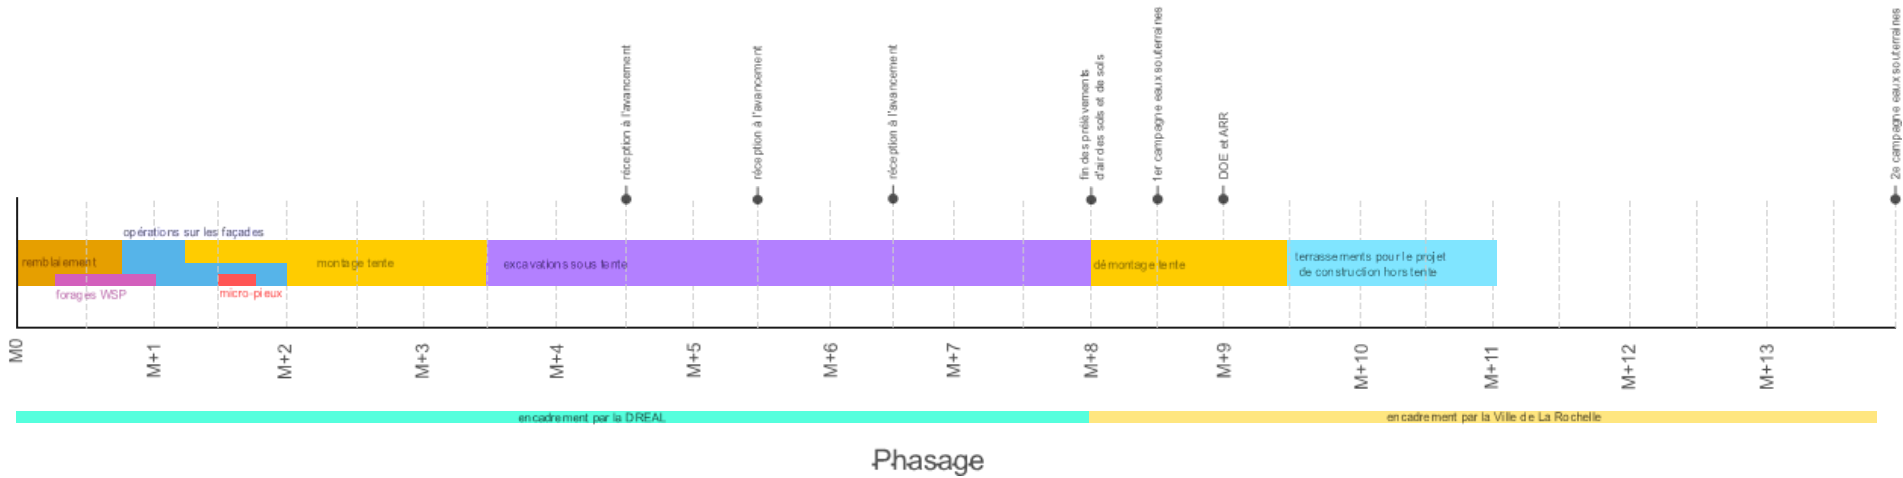 réception à l'avancement
réception à l'avancement
réception à l'avancement
fin des prélèvements
d'air des sols et de sols
1er campagne eaux souterraines
DOE et ARR
2e campagne eaux souterraines
opérations sur les façades
remblaiement
montage tente
excavations sous tente
démontage tente
terrassements pour le projet
de construction hors tente
forages WSP
micro-pieux
M0
M+1
M+2
M+3
M+4
M+5
M+6
M+7
M+8
M+9
M+10
M+11
M+12
M+13
encadrement par la DREAL
encadrement par la Ville de La Rochelle
Phasage